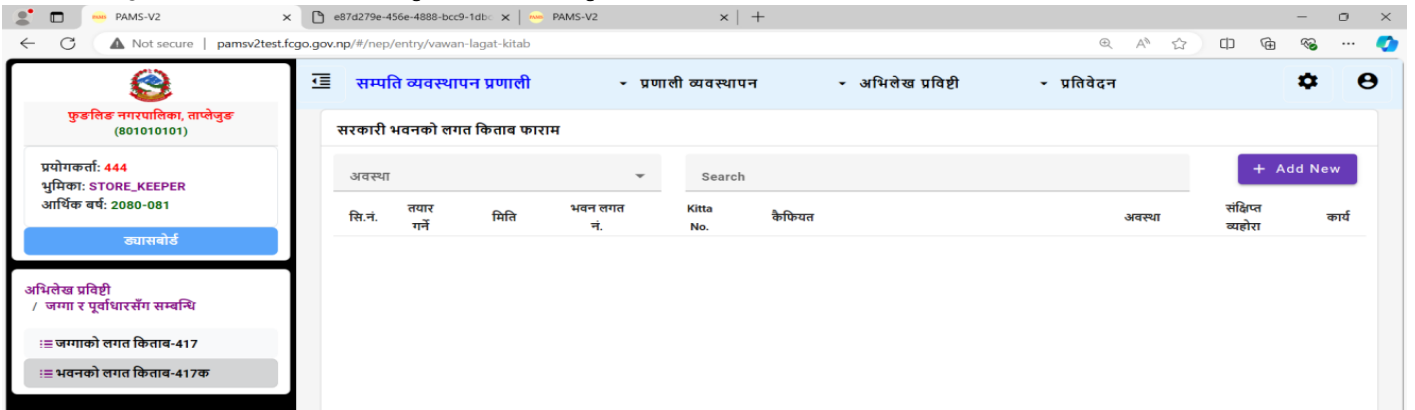 PAMS-V2
e87d279e-456e-4888-bcc9-1db
PAMS-V2
Not secure | pamsv2test.fcgo.gov.np/#/nep/entry/vawan-lagat-kitab
फुङलिङ नगरपालिका, ताप्लेजुङ
(801010101)
प्रयोगकर्ता: 444
भुमिका: STORE_KEEPER
आर्थिक बर्ष: 2080-081
ड्यासबोर्ड
अभिलेख प्रविष्टी
/ जग्गा र पूर्वाधारसँग सम्बन्धि
जग्गाको लगत किताब-417
भवनको लगत किताब-417क
सम्पति व्यवस्थापन प्रणाली
प्रणाली व्यवस्थापन
अभिलेख प्रविष्टी
प्रतिवेदन
सरकारी भवनको लगत किताब फाराम
अवस्था
Search
+ Add New
सि.नं.
तयार गर्ने
मिति
भवन लगत नं.
Kitta No.
कैफियत
अवस्था
संक्षिप्त व्यहोरा
कार्य